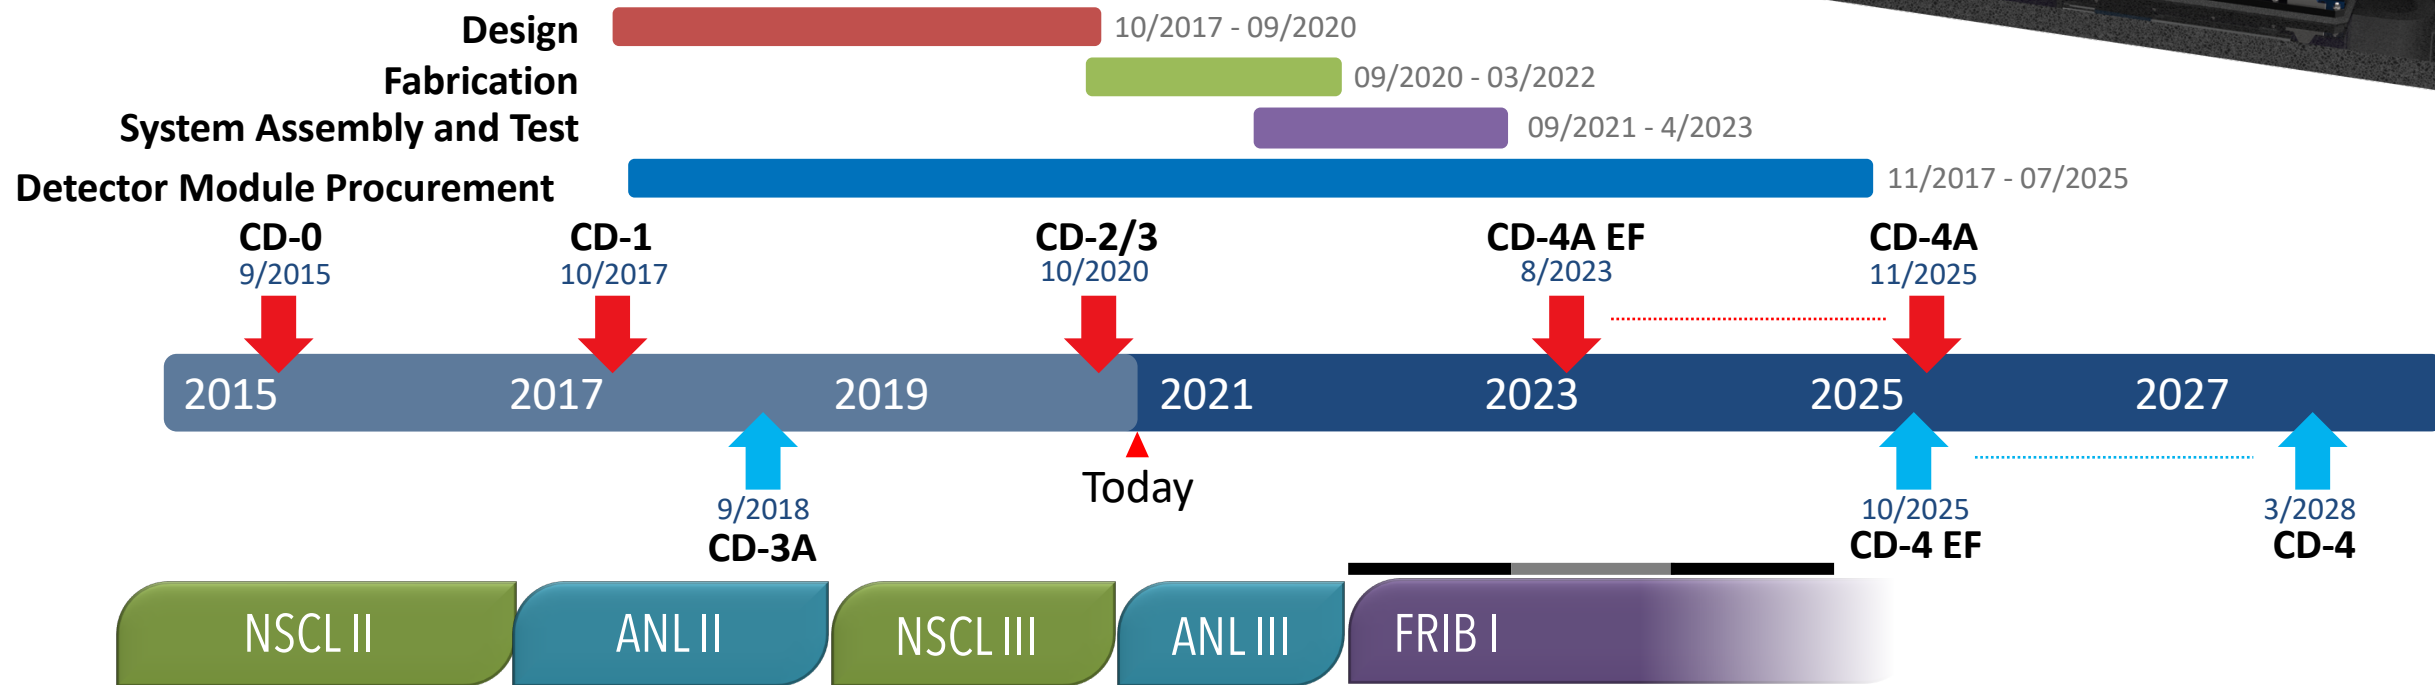 Design 10/2017 - 09/2020
Fabrication 09/2020 - 03/2022
System Assembly and Test 09/2021 - 4/2023
Detector Module Procurement 11/2017 - 07/2025
CD-0 CD-1 CD-2/3 CD-4A EF CD-4A
9/2015 10/2017 10/2020 8/2023 11/2025
2015 2017 2019 2021 2023 2025 2027
Today
9/2018 10/2025 3/2028
CD-3A CD-4 EF CD-4
NSCL II ANL II NSCL III ANL III FRIB I